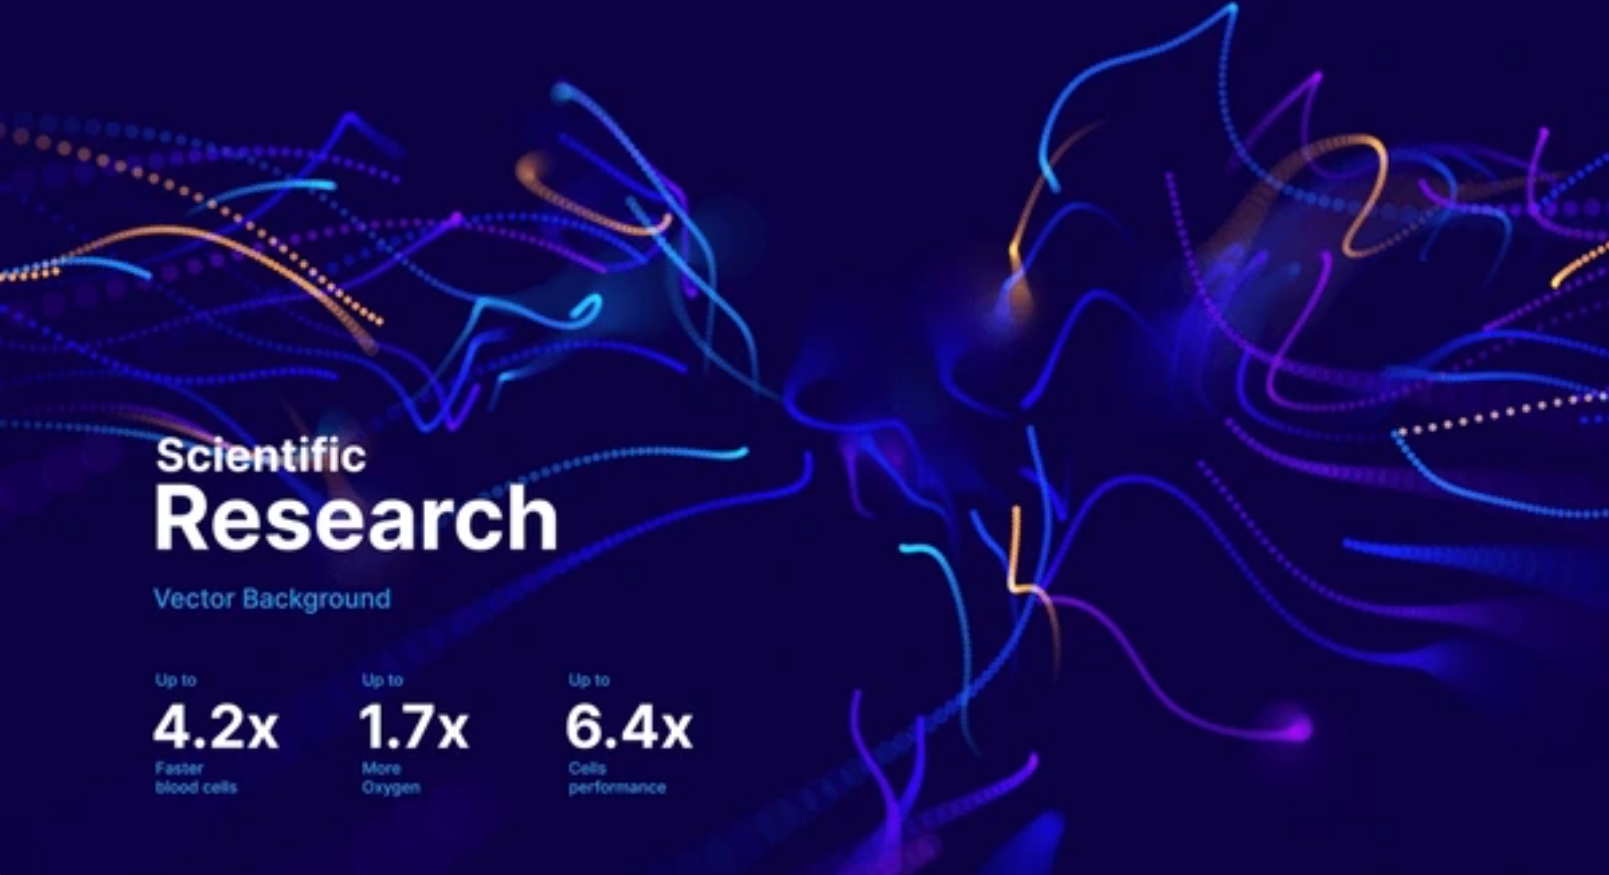 Scientific
Research
Vector Background
Up to
4.2x
Faster
blood cells
Up to
1.7x
More
Oxygen
Up to
6.4x
Cells
performance